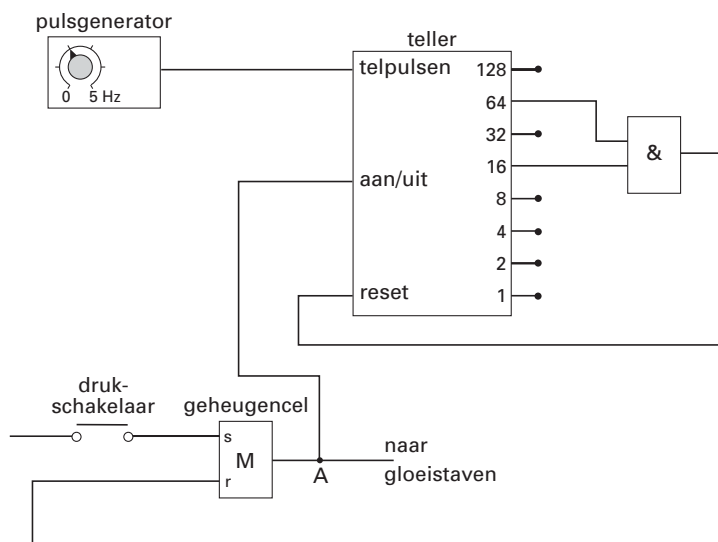 pulsgenerator
0 5 Hz
teller
telpulsen
aan/uit
reset
128
64
32
16
8
4
2
1
&
druk-
schakelaar
geheugencel
s
M
r
A
naar
gloeistaven